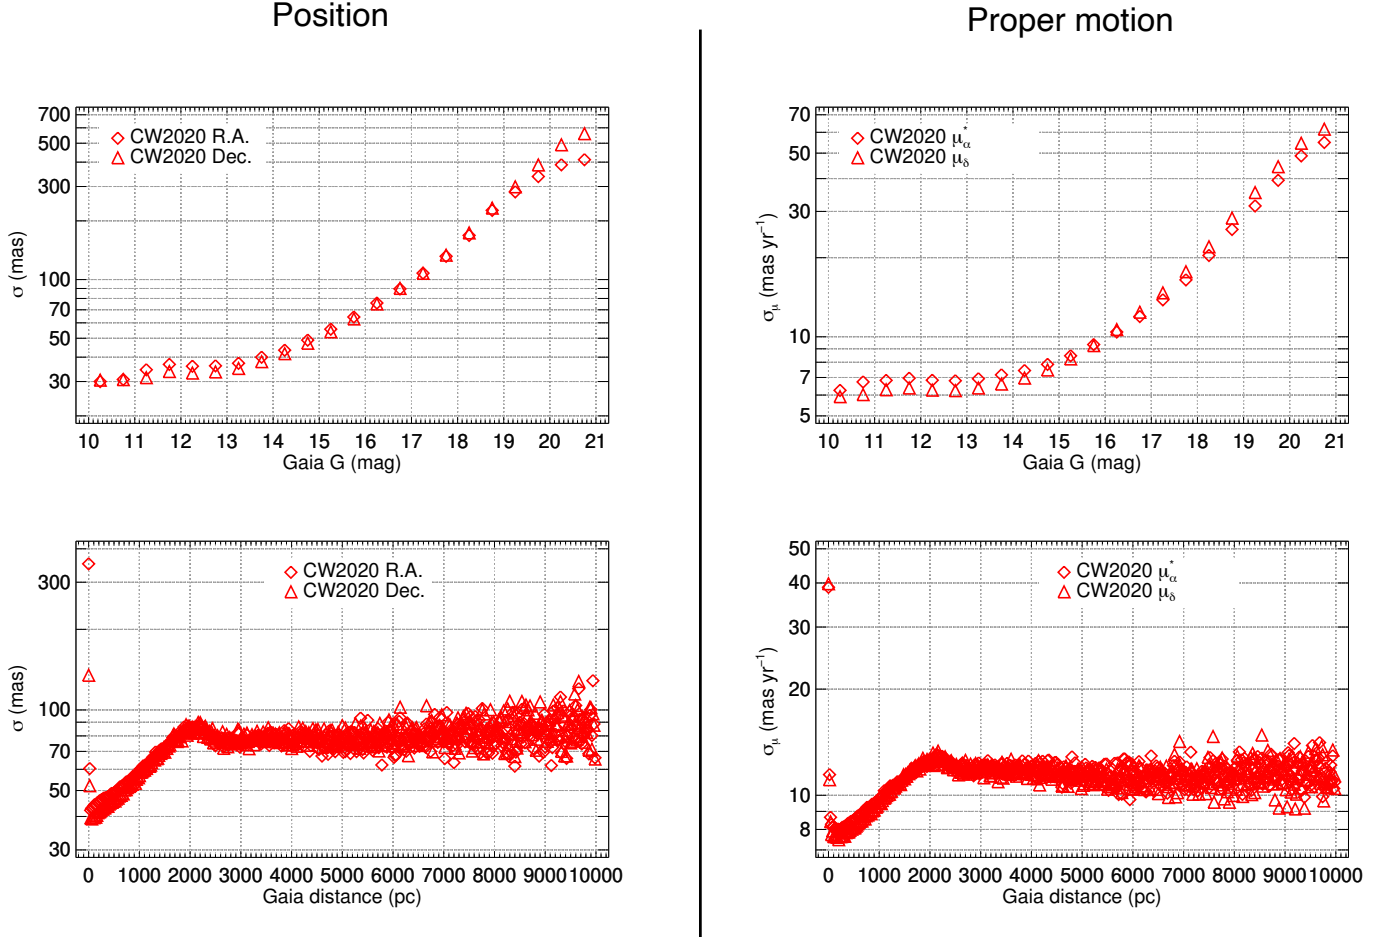 Position
Proper motion
700
500
300
100
70
50
30
σ (mas)
CW2020 R.A.
CW2020 Dec.
10 11 12 13 14 15 16 17 18 19 20 21
Gaia G (mag)
70
50
30
10
7
5
σμ (mas yr⁻¹)
CW2020 μα*
CW2020 μδ
10 11 12 13 14 15 16 17 18 19 20 21
Gaia G (mag)
300
100
70
50
30
σ (mas)
CW2020 R.A.
CW2020 Dec.
0 1000 2000 3000 4000 5000 6000 7000 8000 9000 10000
Gaia distance (pc)
50
40
30
20
10
8
σμ (mas yr⁻¹)
CW2020 μα*
CW2020 μδ
0 1000 2000 3000 4000 5000 6000 7000 8000 9000 10000
Gaia distance (pc)